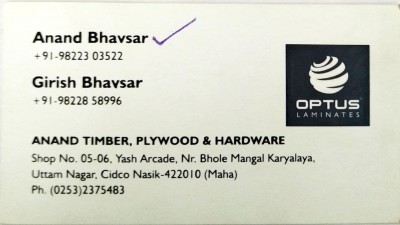 Anand Bhavsar
+91-98223 03522
Girish Bhavsar
+91-98228 58996
OPTUS
LAMINATES
ANAND TIMBER, PLYWOOD & HARDWARE
Shop No. 05-06, Yash Arcade, Nr. Bhole Mangal Karyalaya,
Uttam Nagar, Cidco Nasik-422010 (Maha)
Ph. (0253)2375483